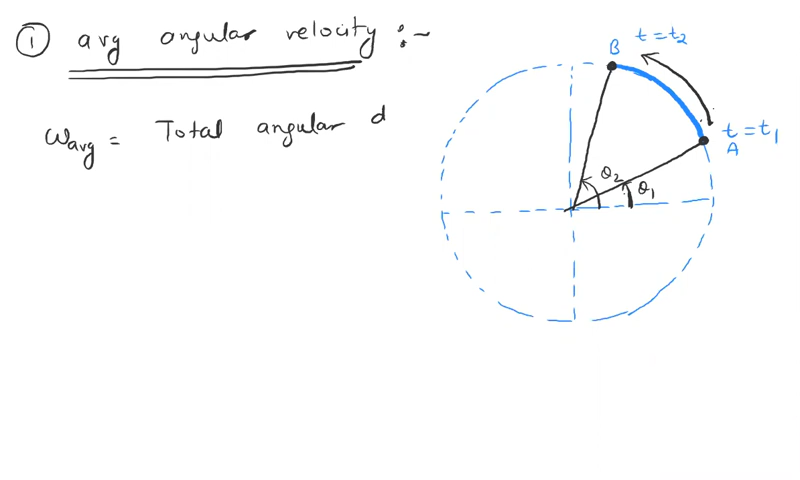 ① avg angular velocity :~
ωavg = Total angular d
B t = t2
t = t1
A
θ2
θ1